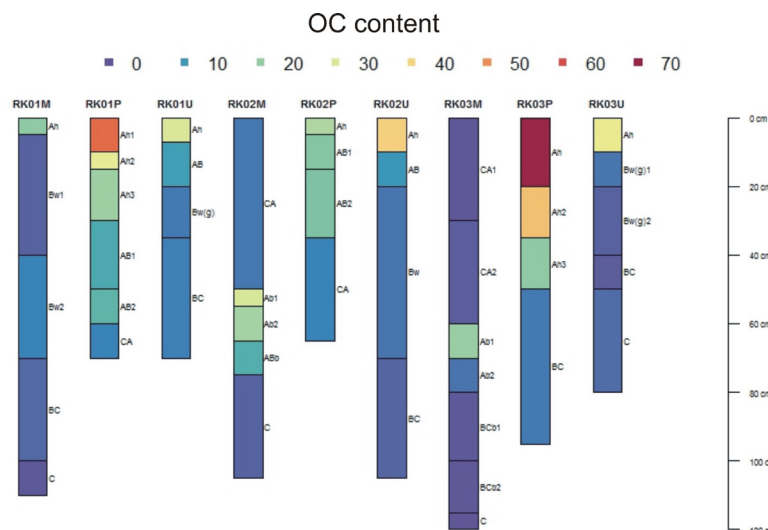 OC content
0 10 20 30 40 50 60 70
RK01M RK01P RK01U RK02M RK02P RK02U RK03M RK03P RK03U
Ah
Bw1
Bw2
BC
C
Ah1
Ah2
Ah3
AB1
AB2
CA
Ah
AB
Bw(g)
BC
CA
Ab1
Ab2
ABb
C
Ah
AB1
AB2
CA
Ah
AB
Bw
BC
CA1
CA2
Ab1
Ab2
BCb1
BCb2
C
Ah
Ah2
Ah3
BC
Ah
Bw(g)1
Bw(g)2
BC
C
0 cm
20 cm
40 cm
60 cm
80 cm
100 c
120 c